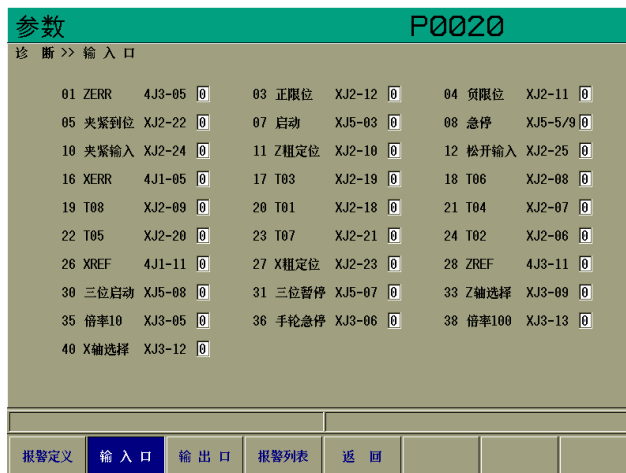 参数 P0020
诊 断>> 输 入 口
01 ZERR 4J3-05 0 03 正限位 XJ2-12 0 04 负限位 XJ2-11 0
05 夹紧到位 XJ2-22 0 07 启动 XJ5-03 0 08 急停 XJ5-5/9 0
10 夹紧输入 XJ2-24 0 11 Z粗定位 XJ2-10 0 12 松开输入 XJ2-25 0
16 XERR 4J1-05 0 17 T03 XJ2-19 0 18 T06 XJ2-08 0
19 T08 XJ2-09 0 20 T01 XJ2-18 0 21 T04 XJ2-07 0
22 T05 XJ2-20 0 23 T07 XJ2-21 0 24 T02 XJ2-06 0
26 XREF 4J1-11 0 27 X粗定位 XJ2-23 0 28 ZREF 4J3-11 0
30 三位启动 XJ5-08 0 31 三位暂停 XJ5-07 0 33 Z轴选择 XJ3-09 0
35 倍率10 XJ3-05 0 36 手轮急停 XJ3-06 0 38 倍率100 XJ3-13 0
40 X轴选择 XJ3-12 0
报警定义 输 入 口 输 出 口 报警列表 返 回